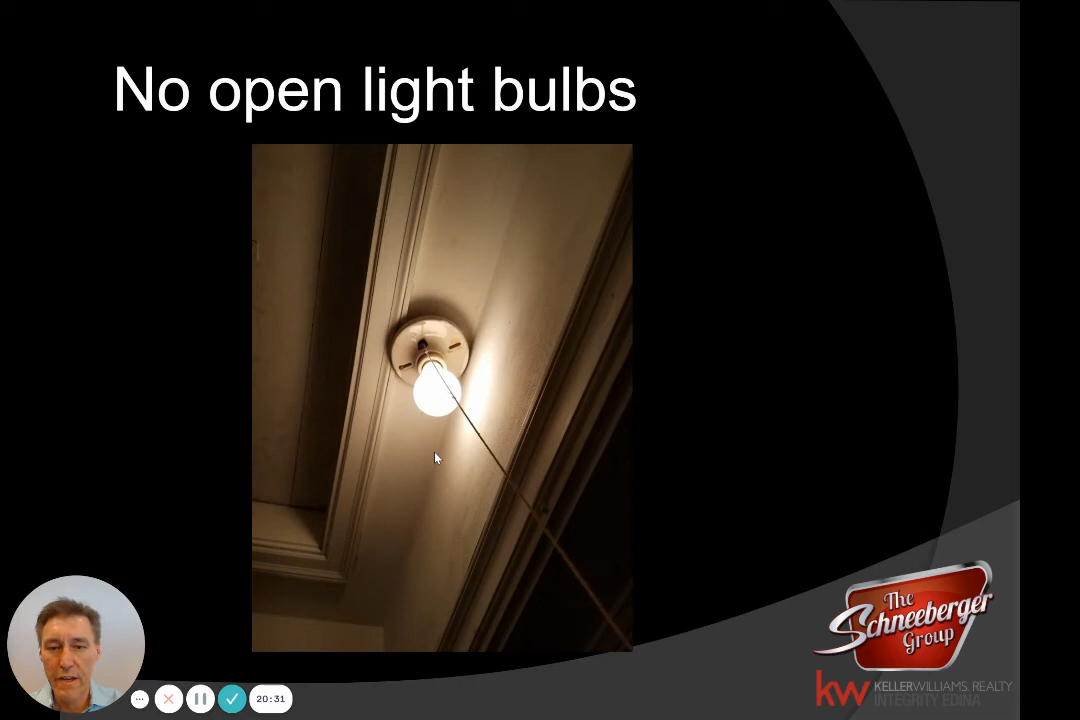 No open light bulbs
The
Schneeberger
Group
kw KELLERWILLIAMS. REALTY
INTEGRITY EDINA
20:31